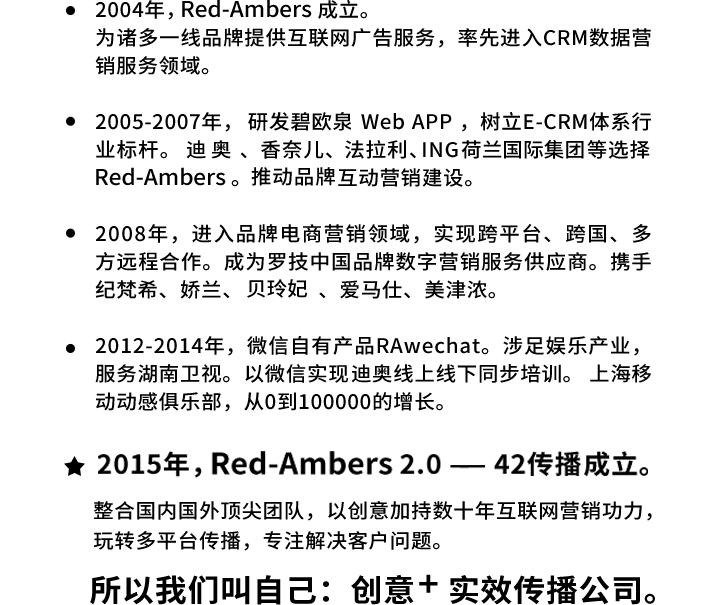 2004年，Red-Ambers 成立。
为诸多一线品牌提供互联网广告服务，率先进入CRM数据营
销服务领域。
2005-2007年， 研发碧欧泉 Web APP ，树立E-CRM体系行
业标杆。 迪奥 、香奈儿、法拉利、ING荷兰国际集团等选择
Red-Ambers 。推动品牌互动营销建设。
2008年，进入品牌电商营销领域，实现跨平台、跨国、多
方远程合作。成为罗技中国品牌数字营销服务供应商。携手
纪梵希、娇兰、 贝玲妃 、爱马仕、美津浓。
2012-2014年，微信自有产品RAwechat。涉足娱乐产业，
服务湖南卫视。以微信实现迪奥线上线下同步培训。 上海移
动动感俱乐部，从0到100000的增长。
★ 2015年，Red-Ambers 2.0 — 42传播成立。
整合国内国外顶尖团队，以创意加持数十年互联网营销功力，
玩转多平台传播，专注解决客户问题。
所以我们叫自己：创意+ 实效传播公司。